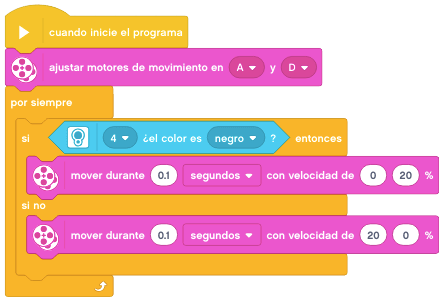 cuando inicie el programa
ajustar motores de movimiento en A y D
por siempre
si 4 ¿el color es negro ? entonces
mover durante 0.1 segundos con velocidad de 0 20 %
si no
mover durante 0.1 segundos con velocidad de 20 0 %